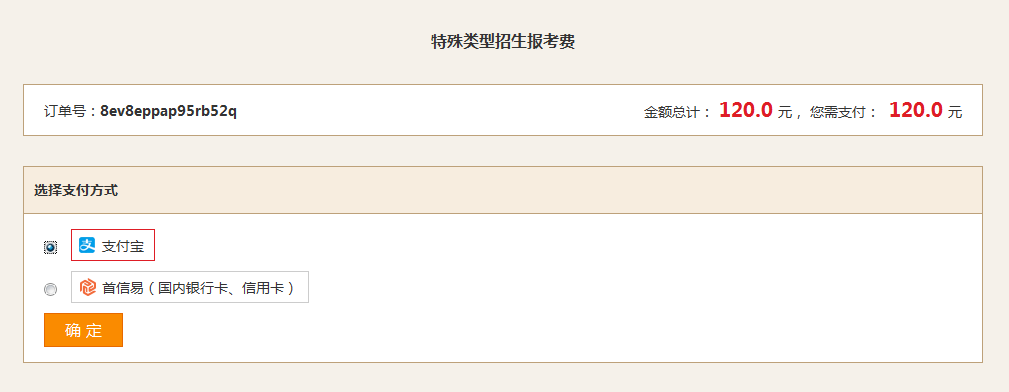 特殊类型招生报考费
订单号：8ev8eppap95rb52q
金额总计： 120.0 元， 您需支付： 120.0 元
选择支付方式
支付宝
首信易（国内银行卡、信用卡）
确 定